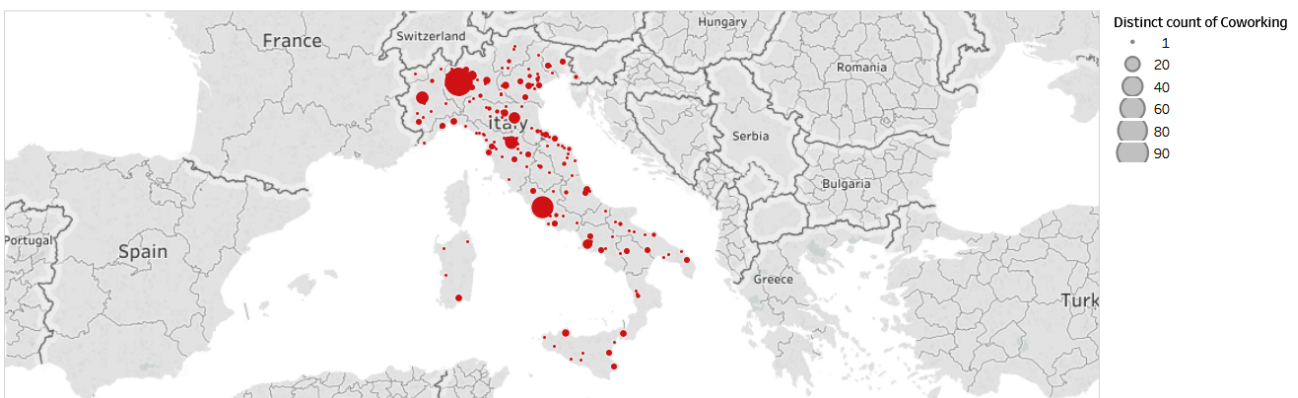 Hungary
Distinct count of Coworking
Switzerland
France
1
20
Romania
40
60
italy
Serbia
80
90
Bulgaria
Portugal
Spain
Greece
Turk